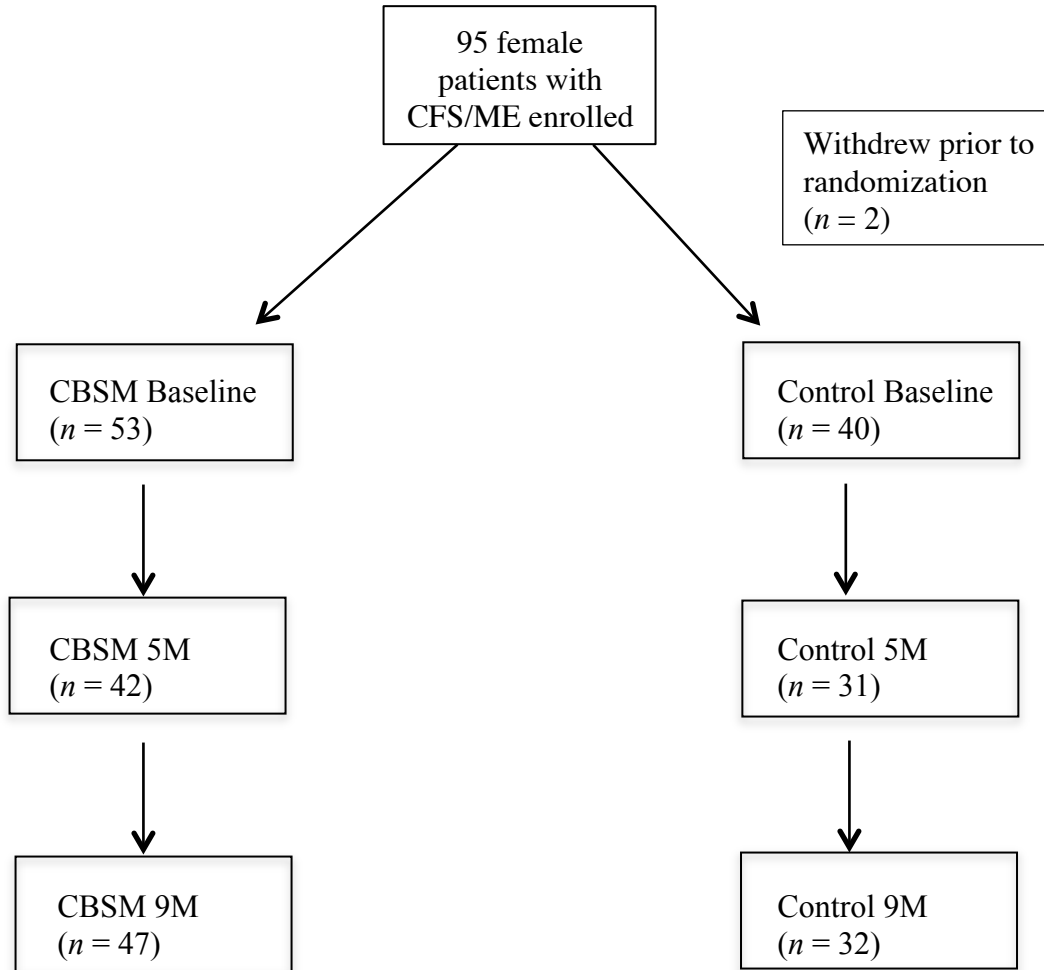 95 female
patients with
CFS/ME enrolled
Withdrew prior to
randomization
(n = 2)
CBSM Baseline
(n = 53)
Control Baseline
(n = 40)
CBSM 5M
(n = 42)
Control 5M
(n = 31)
CBSM 9M
(n = 47)
Control 9M
(n = 32)